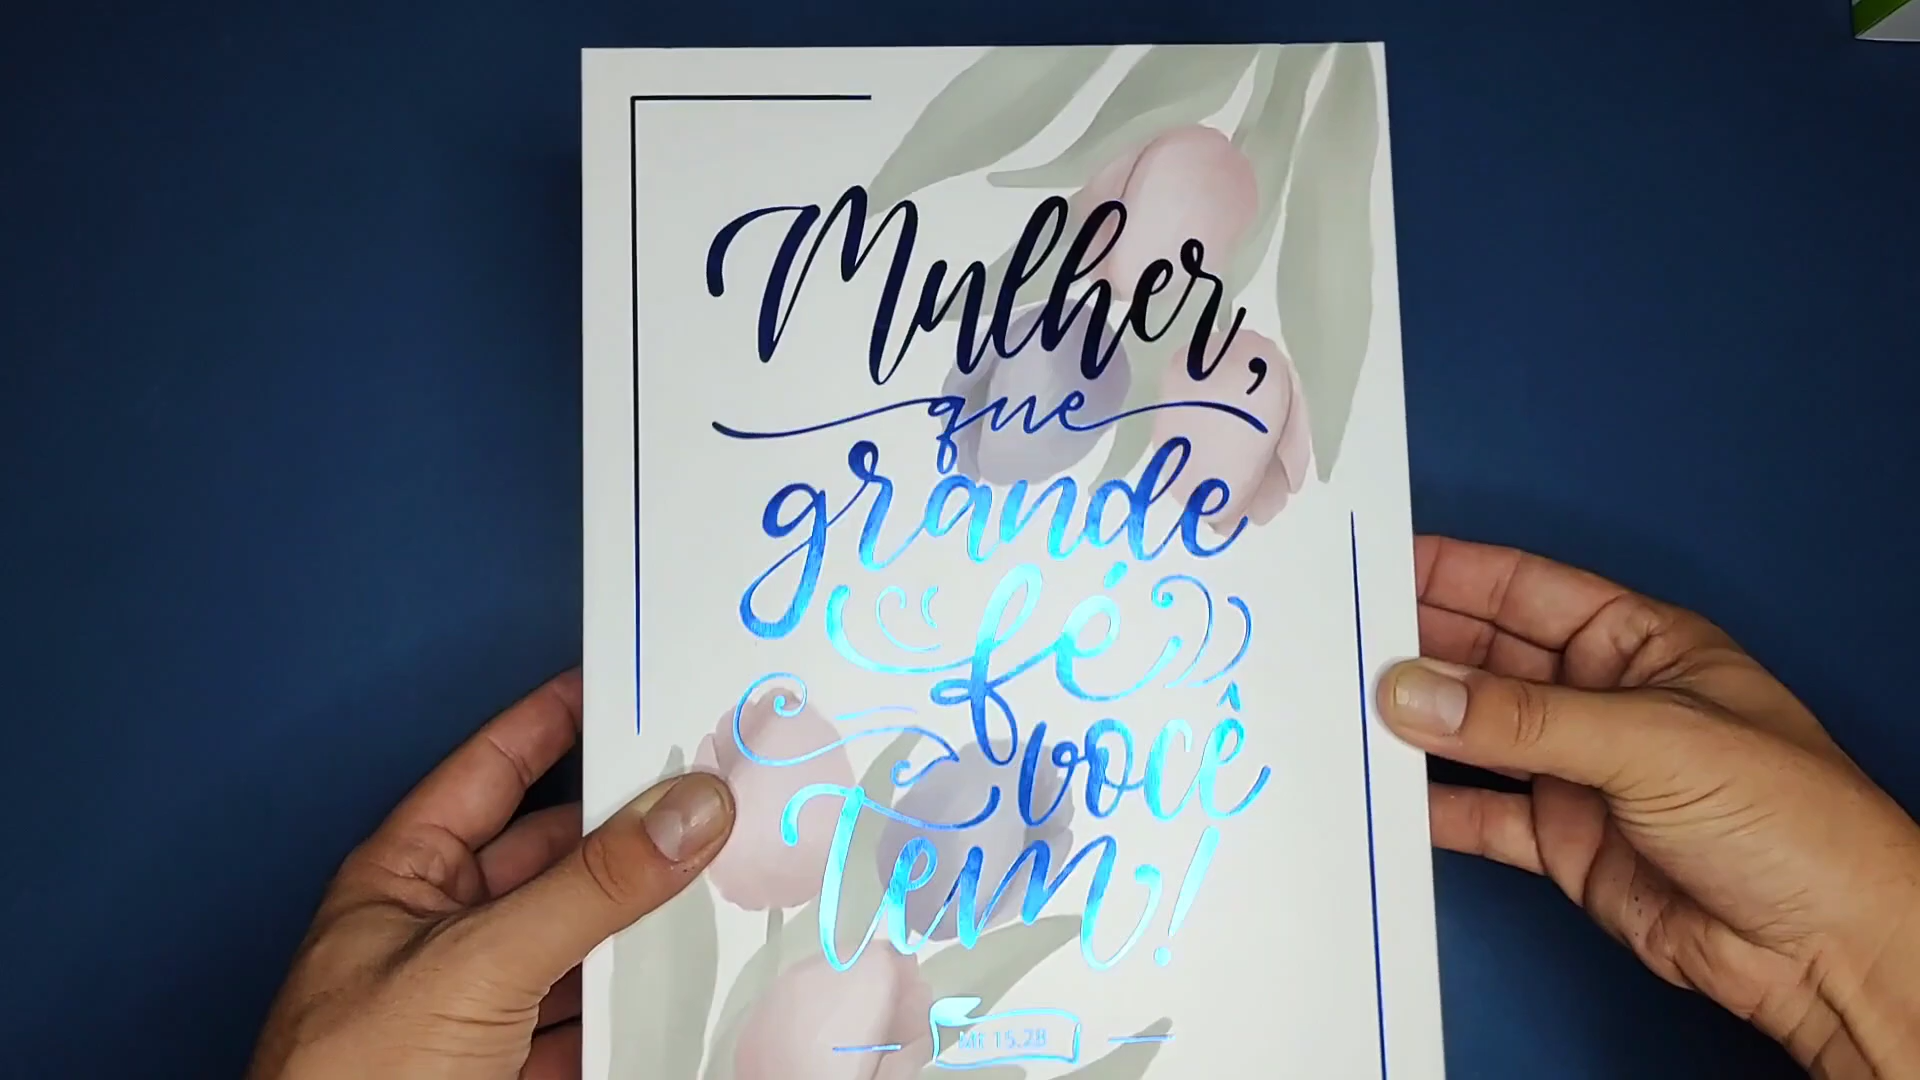 Mulher,
que
grande
fé
você
Tem!
Mt 15.28